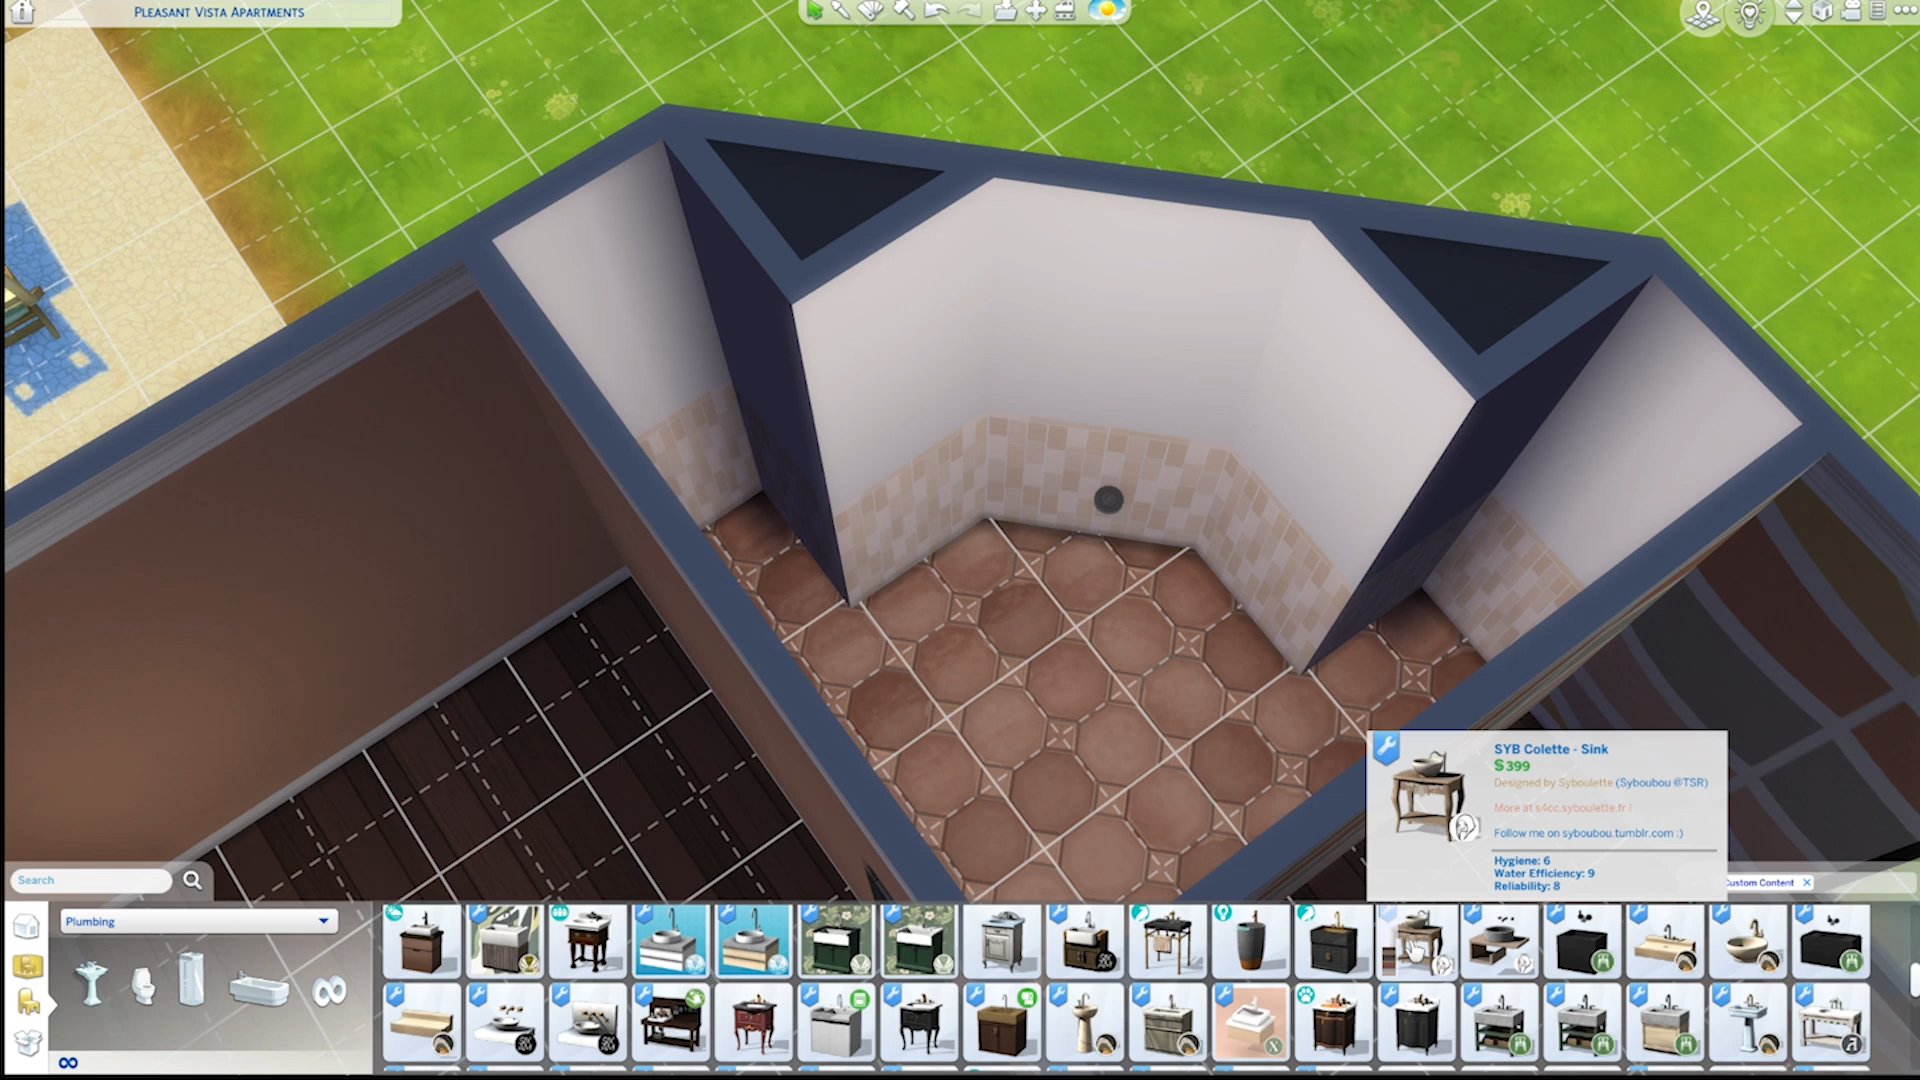 PLEASANT VISTA APARTMENTS
SYB Colette - Sink
$399
Designed by Syboulette (Syboubou @TSR)
More at s4cc.syboulette.fr !
Follow me on syboubou.tumblr.com :)
Hygiene: 6
Water Efficiency: 9
Reliability: 8
Search
Custom Content
Plumbing